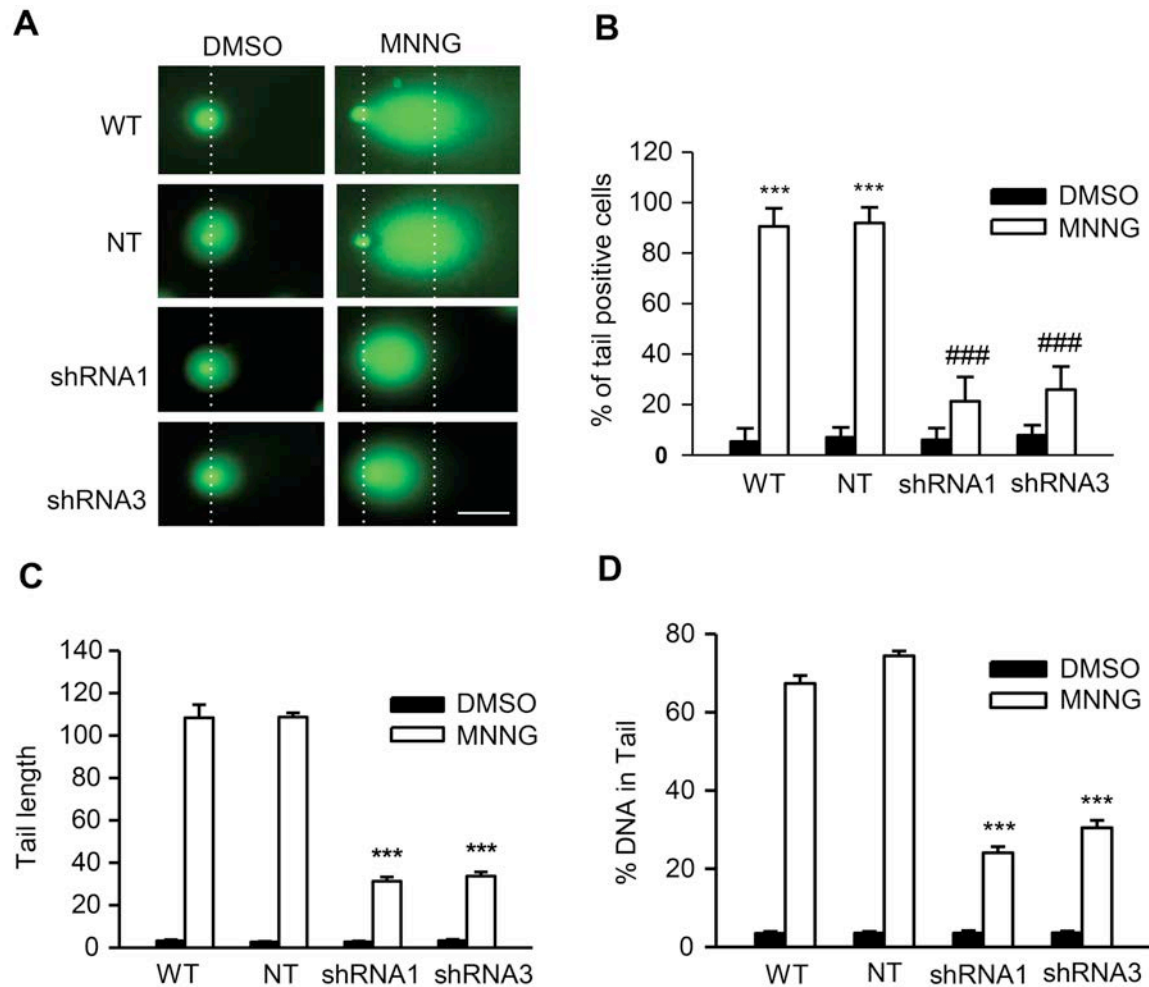 A
DMSO MNNG
WT
NT
shRNA1
shRNA3
B
% of tail positive cells
120
100
80
60
40
20
0
*** ***
### ###
DMSO
MNNG
WT NT shRNA1 shRNA3
C
Tail length
140
120
100
80
60
40
20
0
*** ***
DMSO
MNNG
WT NT shRNA1 shRNA3
D
% DNA in Tail
80
60
40
20
0
*** ***
DMSO
MNNG
WT NT shRNA1 shRNA3